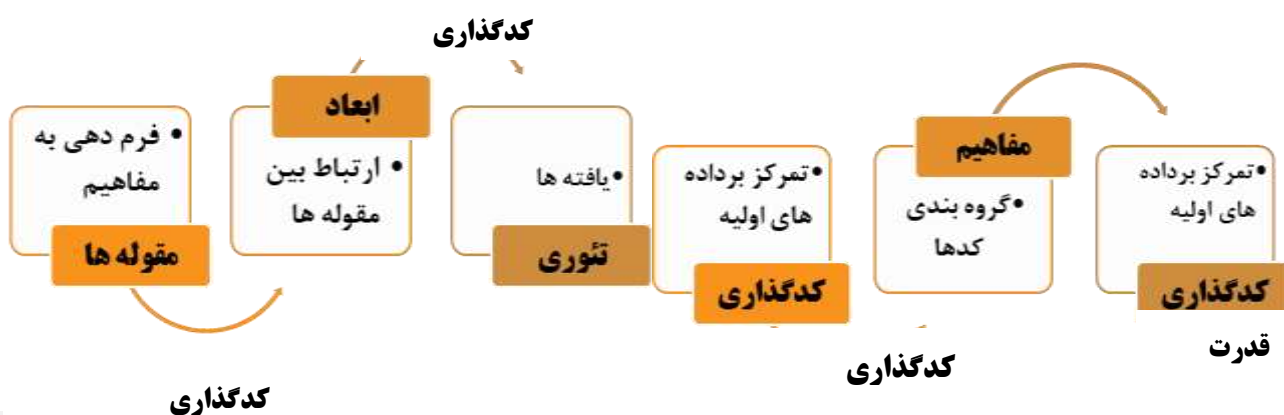 کدگذاری
مفاهیم
•تمرکز برداده
های اولیه
کدگذاری
قدرت
•گروه بندی
کدها
•تمرکز برداده
های اولیه
کدگذاری
کدگذاری
•یافته ها
تئوری
ابعاد
• ارتباط بین
مقوله ها
• فرم دهی به
مفاهیم
مقوله ها
کدگذاری